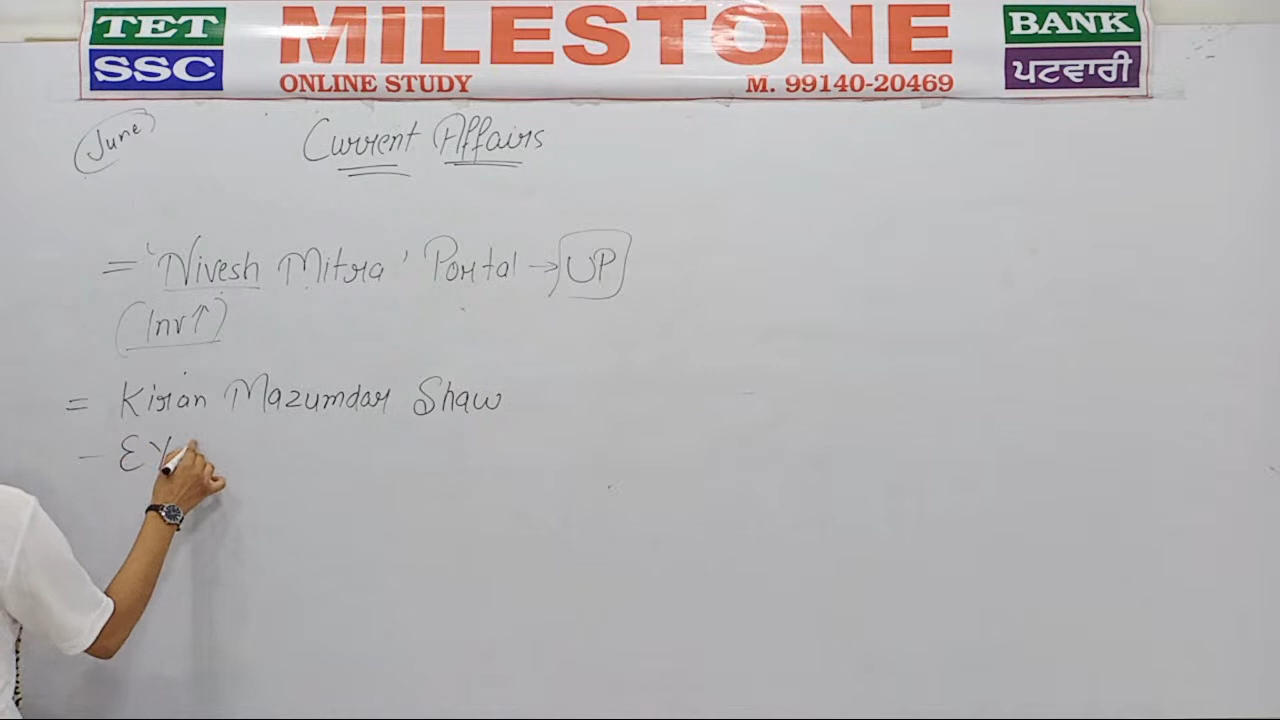 TET
SSC
MiLESTONE
ONLINE STUDY
M. 99140-20469
BANK
ਪਟਵਾਰੀ
June
Current Affairs
= 'Nivesh Mitra' Portal → UP
(Inv↑)
= Kiran Mazumdar Shaw
- EY